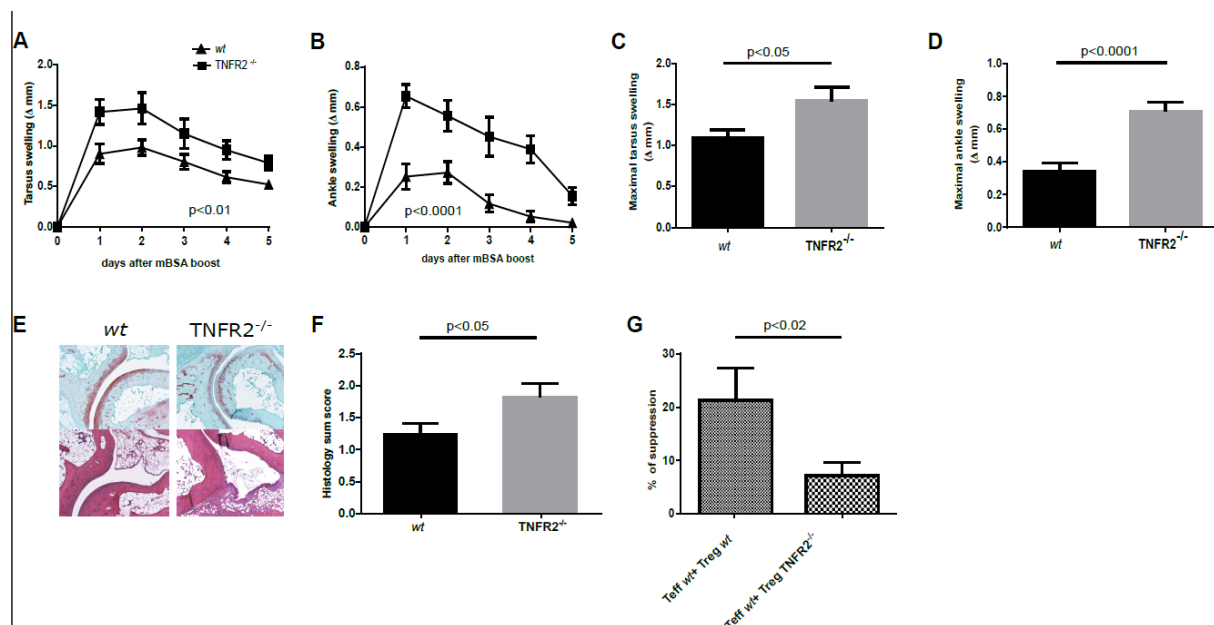 A
wt
TNFR2 -/-
Tarsus swelling (Δ mm)
2.0
1.5
1.0
0.5
0.0
0 1 2 3 4 5
p<0.01
days after mBSA boost
B
Ankle swelling (Δ mm)
0.8
0.6
0.4
0.2
0.0
0 1 2 3 4 5
p<0.0001
days after mBSA boost
C
p<0.05
Maximal tarsus swelling
(Δ mm)
2.0
1.5
1.0
0.5
0.0
wt TNFR2-/-
D
p<0.0001
Maximal ankle swelling
(Δ mm)
1.0
0.8
0.6
0.4
0.2
0.0
wt TNFR2-/-
E
wt TNFR2-/-
F
p<0.05
Histology sum score
2.5
2.0
1.5
1.0
0.5
0.0
wt TNFR2-/-
G
p<0.02
% of suppression
30
20
10
0
Teff wt+ Treg wt
Teff wt+ Treg TNFR2-/-